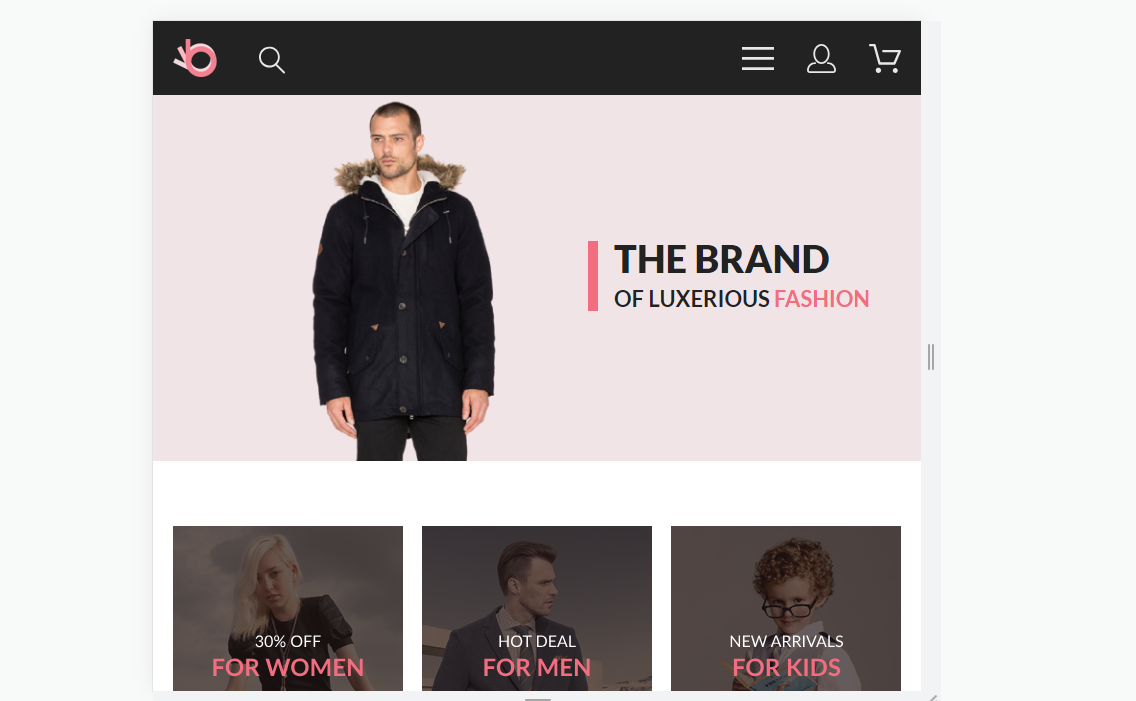 THE BRAND
OF LUXERIOUS FASHION
30% OFF
FOR WOMEN
HOT DEAL
FOR MEN
NEW ARRIVALS
FOR KIDS